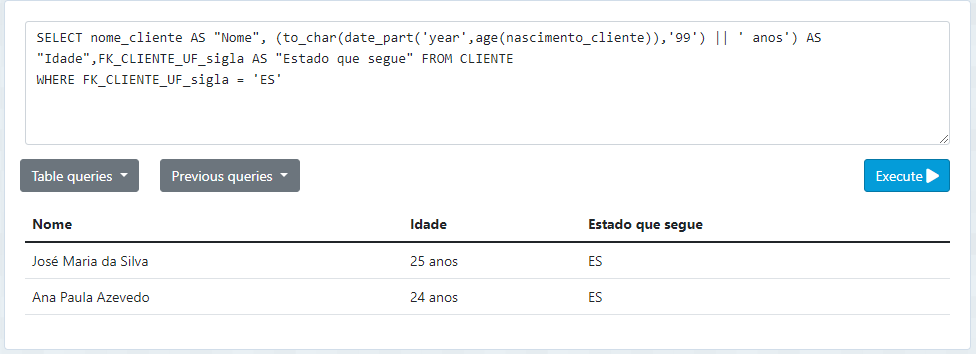 SELECT nome_cliente AS "Nome", (to_char(date_part('year',age(nascimento_cliente)),'99') || ' anos') AS
"Idade",FK_CLIENTE_UF_sigla AS "Estado que segue" FROM CLIENTE
WHERE FK_CLIENTE_UF_sigla = 'ES'
Table queries Previous queries Execute
Nome Idade Estado que segue
José Maria da Silva 25 anos ES
Ana Paula Azevedo 24 anos ES